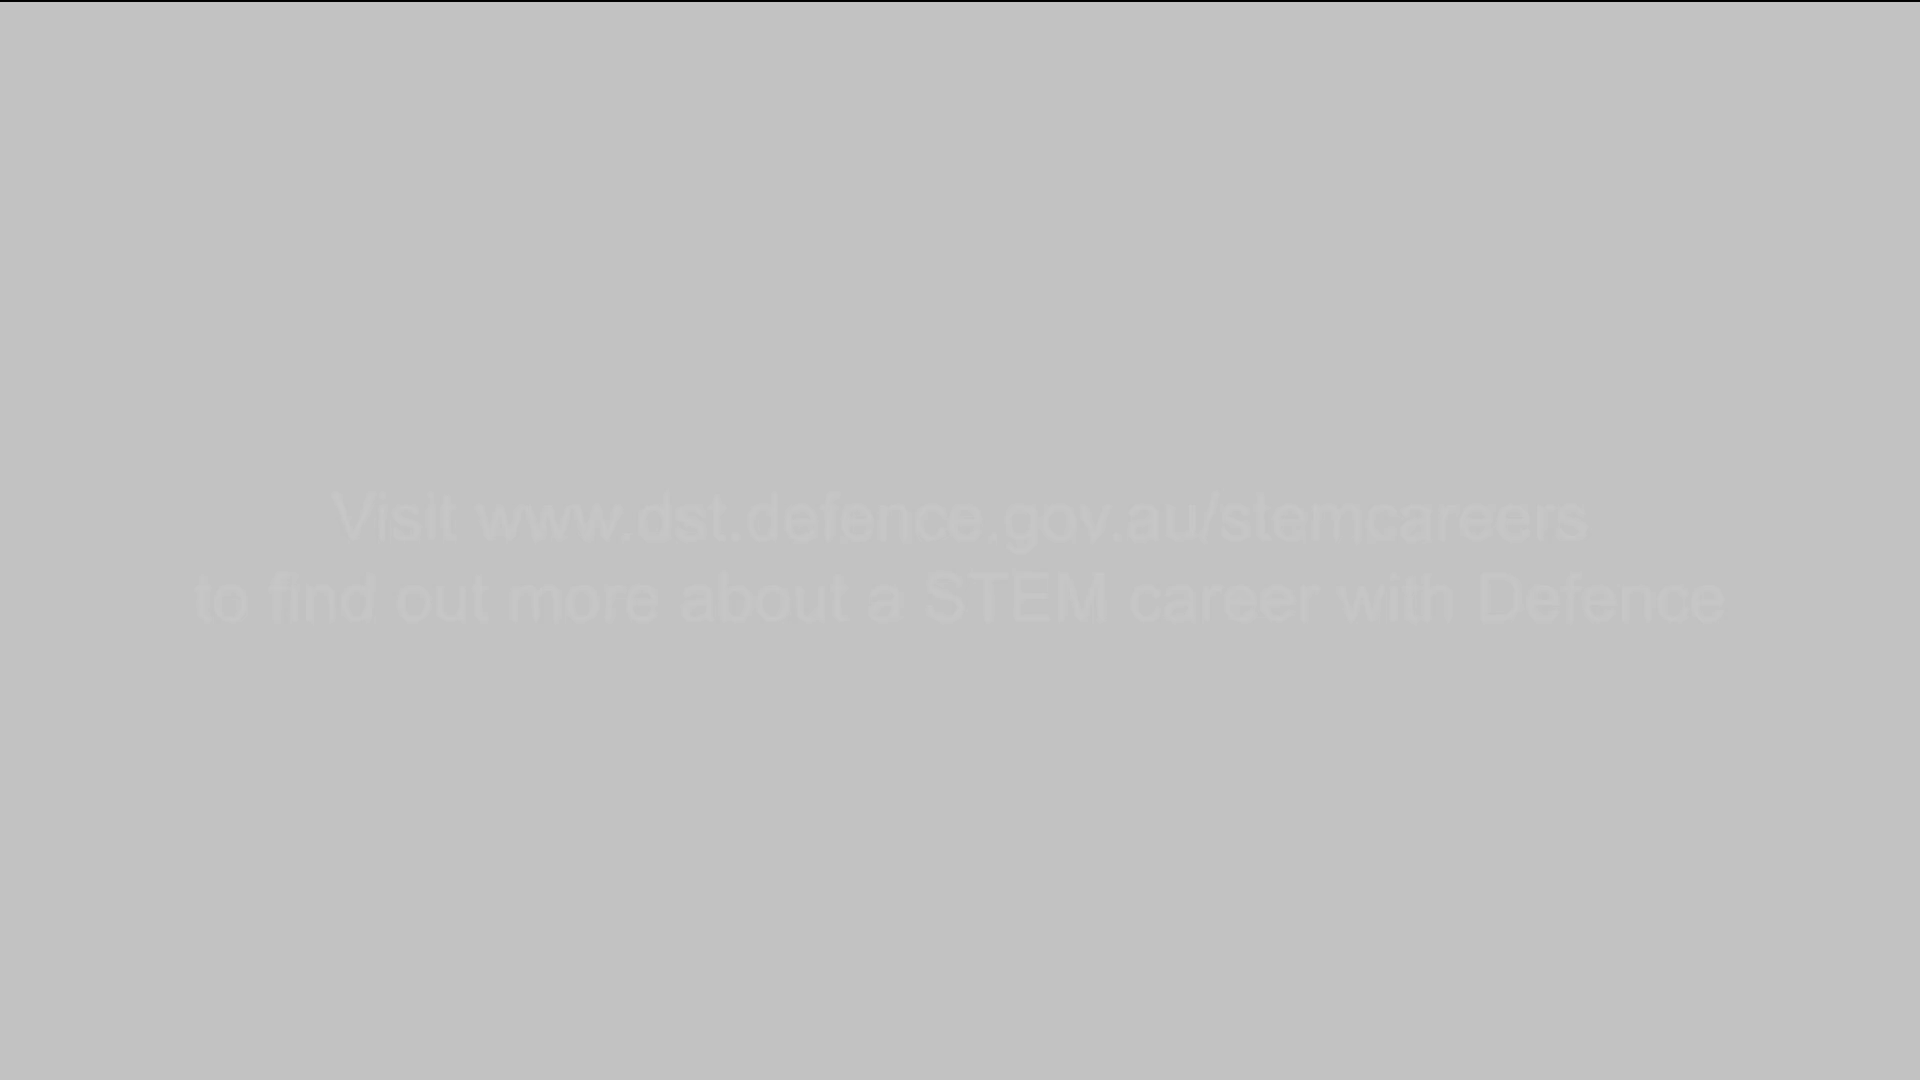 Visit www.dst.defence.gov.au/stemcareers
to find out more about a STEM career with Defence